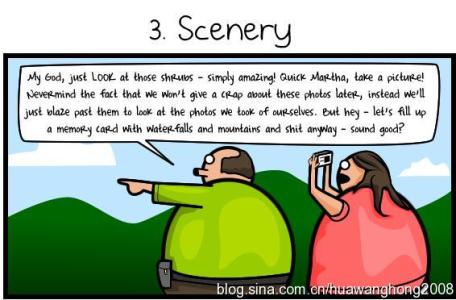 3. Scenery
My God, just LOOK at those shrubs - simply amazing! Quick Martha, take a picture!
Nevermind the fact that we won't give a crap about these photos later, instead we'll
just blaze past them to look at the photos we took of ourselves. But hey - let's fill up
a memory card with waterfalls and mountains and shit anyway - sound good?
blog.sina.com.cn/huawanghong2008